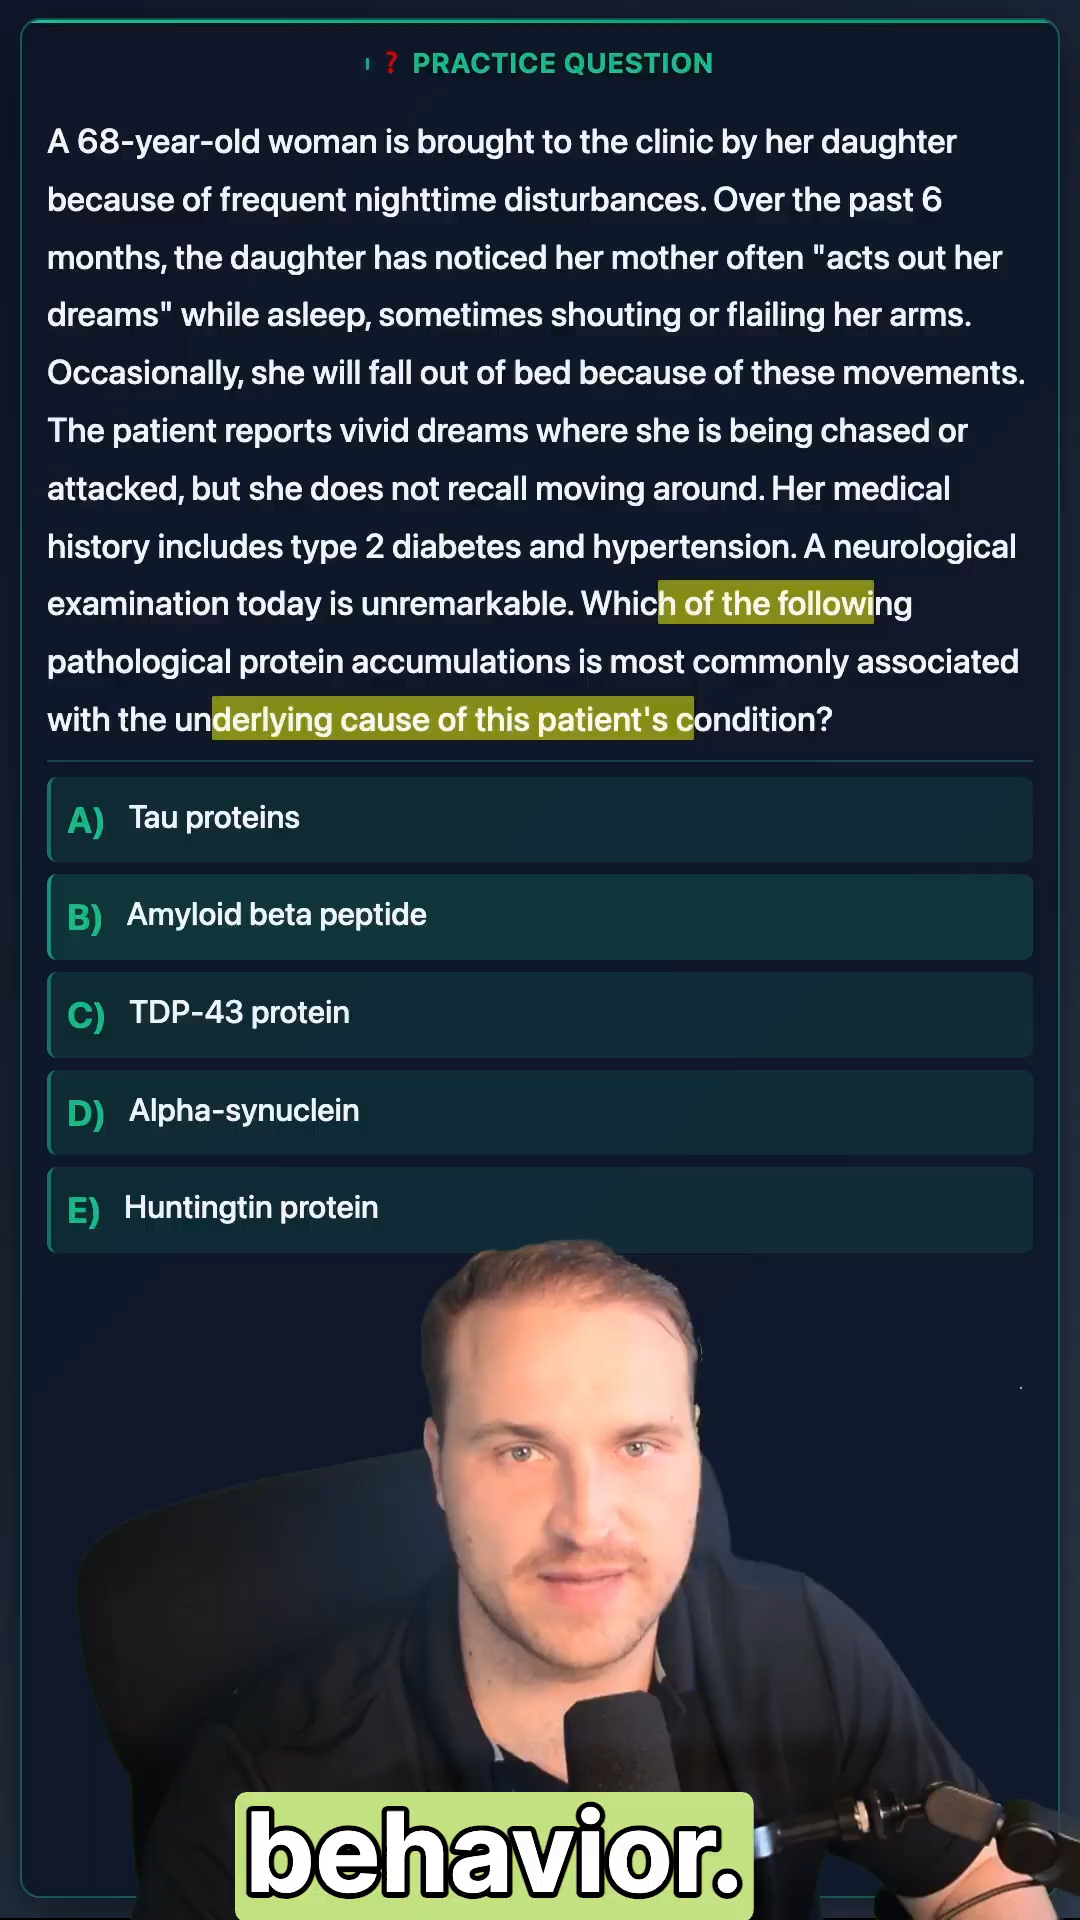 ❓ PRACTICE QUESTION
A 68-year-old woman is brought to the clinic by her daughter
because of frequent nighttime disturbances. Over the past 6
months, the daughter has noticed her mother often "acts out her
dreams" while asleep, sometimes shouting or flailing her arms.
Occasionally, she will fall out of bed because of these movements.
The patient reports vivid dreams where she is being chased or
attacked, but she does not recall moving around. Her medical
history includes type 2 diabetes and hypertension. A neurological
examination today is unremarkable. Which of the following
pathological protein accumulations is most commonly associated
with the underlying cause of this patient's condition?
A) Tau proteins
B) Amyloid beta peptide
C) TDP-43 protein
D) Alpha-synuclein
E) Huntingtin protein
behavior.